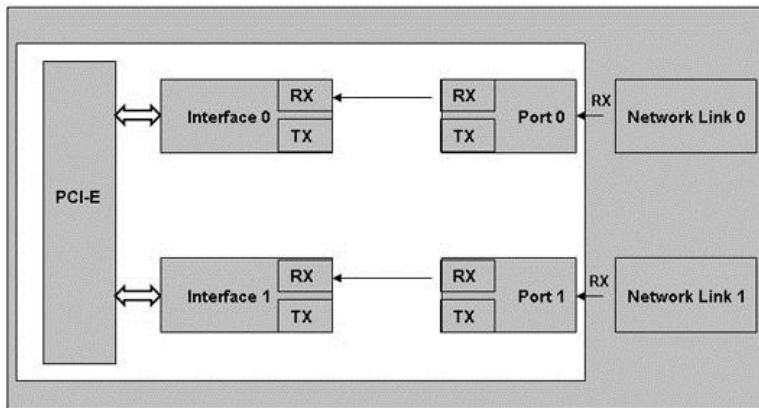 PCI-E
Interface 0
RX
TX
RX
TX
Port 0
RX
Network Link 0
Interface 1
RX
TX
RX
TX
Port 1
RX
Network Link 1